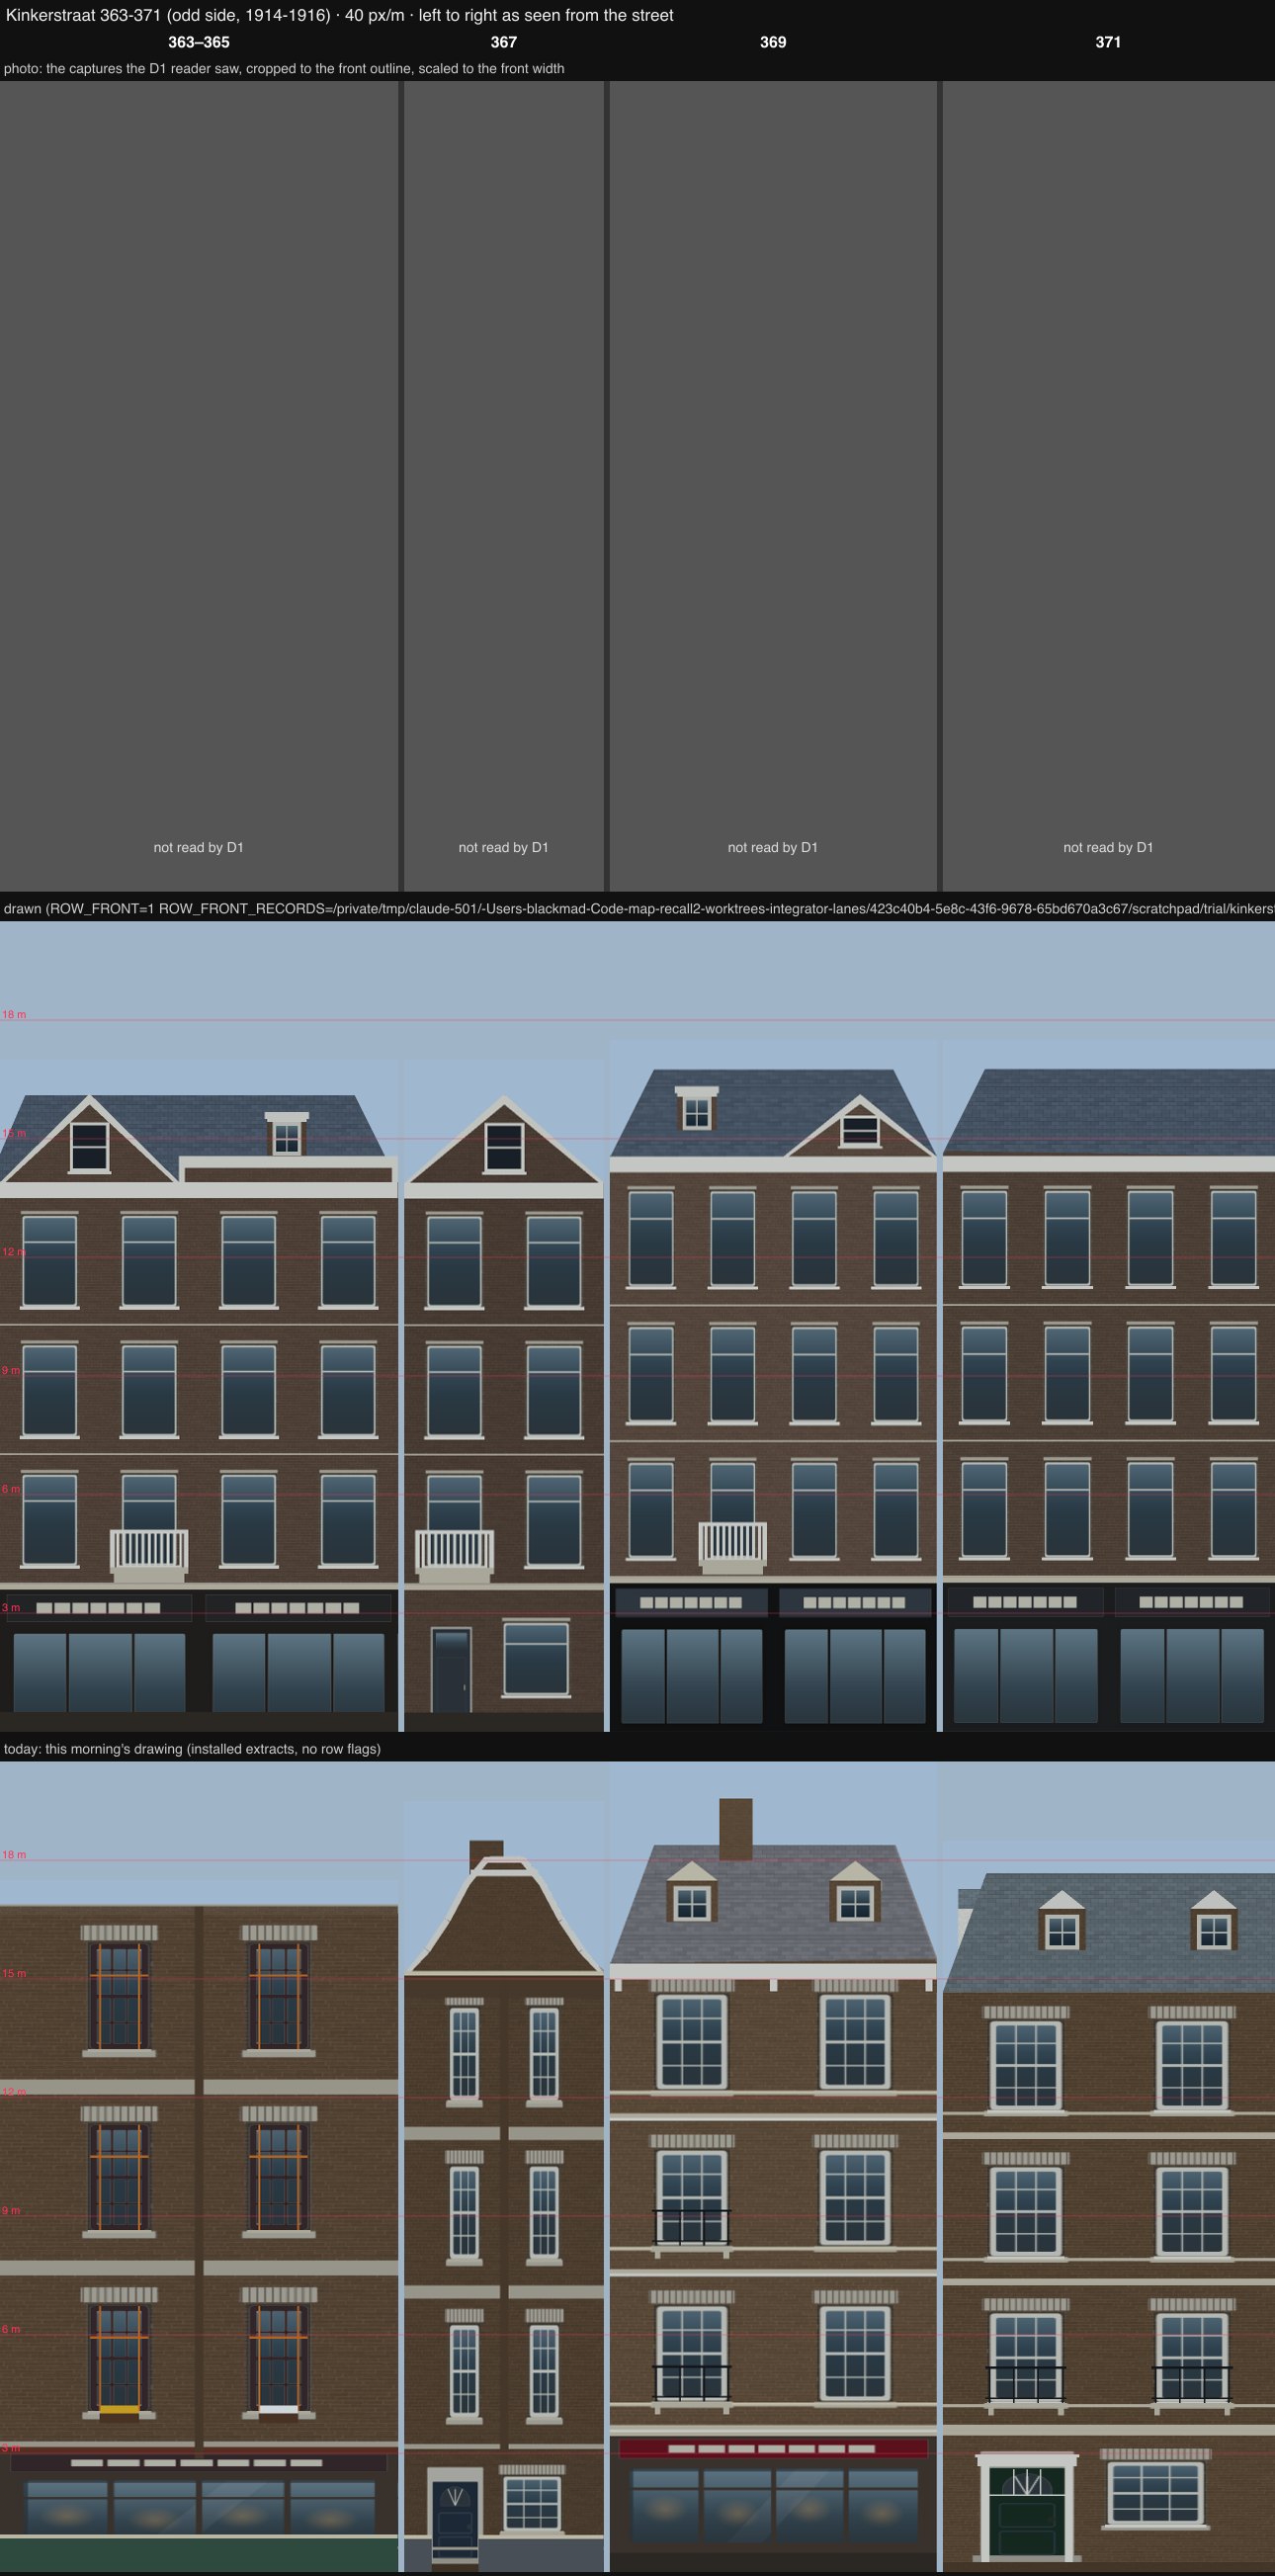 Kinkerstraat 363-371 (odd side, 1914-1916) · 40 px/m · left to right as seen from the street
363–365 367 369 371
photo: the captures the D1 reader saw, cropped to the front outline, scaled to the front width
not read by D1 not read by D1 not read by D1 not read by D1
drawn (ROW_FRONT=1 ROW_FRONT_RECORDS=/private/tmp/claude-501/-Users-blackmad-Code-map-recall2-worktrees-integrator-lanes/423c40b4-5e8c-43f6-9678-65bd670a3c67/scratchpad/trial/kinkerst
18 m
15 m
12 m
9 m
6 m
3 m
today: this morning's drawing (installed extracts, no row flags)
18 m
15 m
12 m
9 m
6 m
3 m